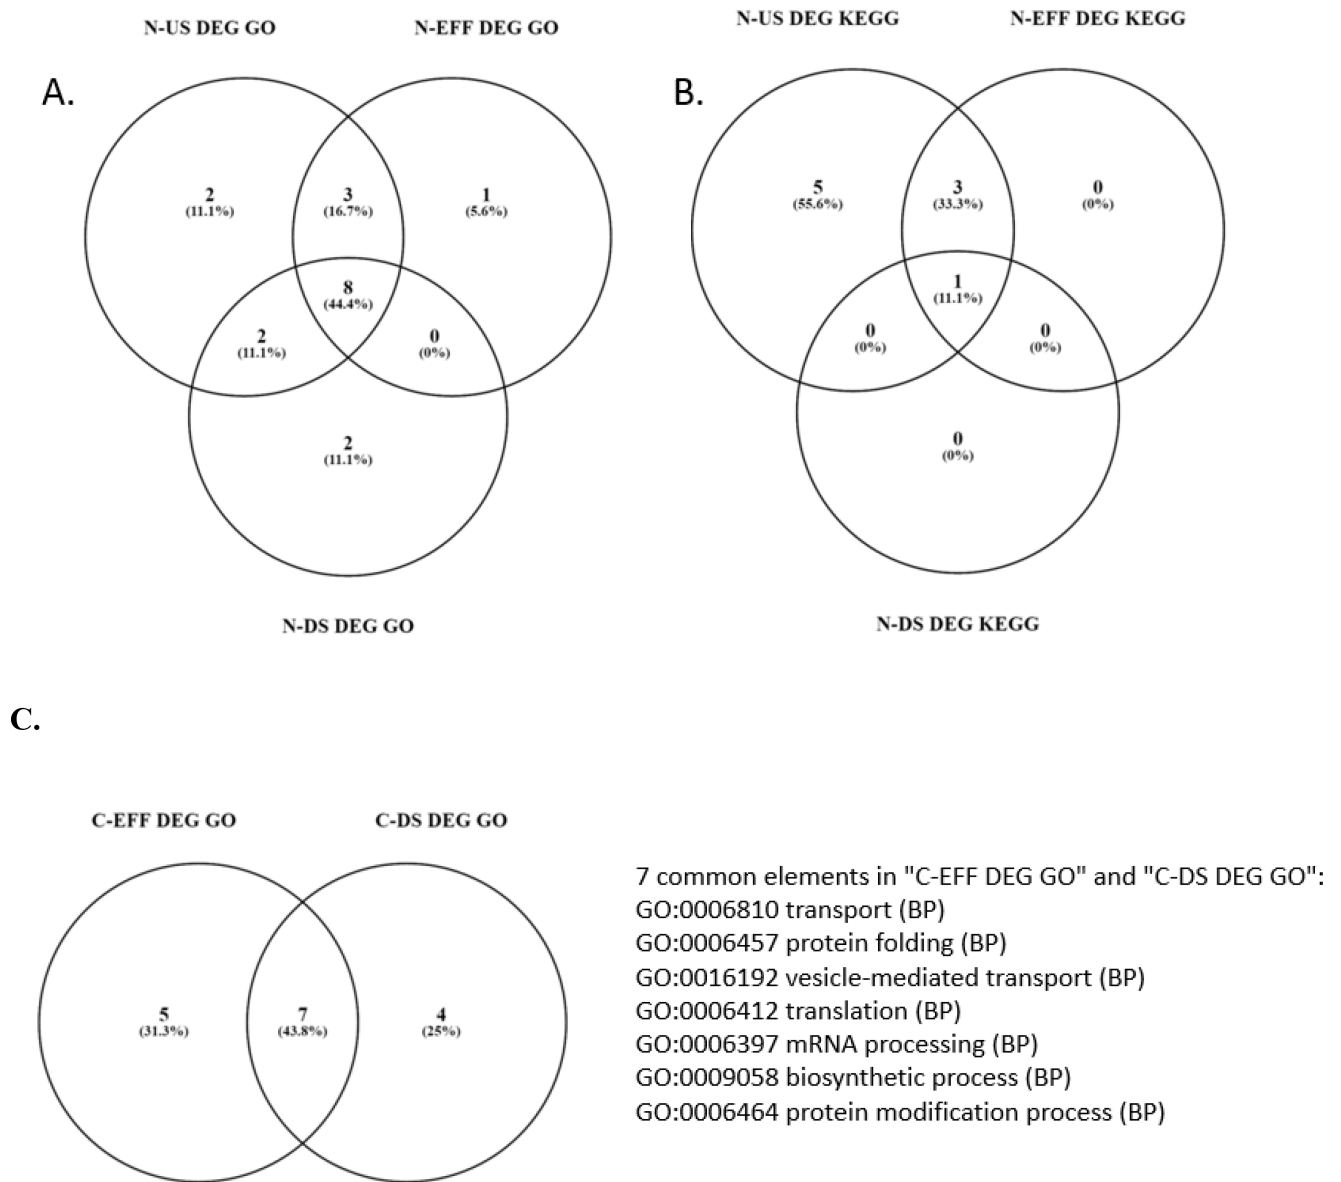 N-US DEG GO
N-EFF DEG GO
A.
2
(11.1%)
3
(16.7%)
1
(5.6%)
8
(44.4%)
2
(11.1%)
0
(0%)
2
(11.1%)
N-DS DEG GO
N-US DEG KEGG
N-EFF DEG KEGG
B.
5
(55.6%)
3
(33.3%)
0
(0%)
1
(11.1%)
0
(0%)
0
(0%)
0
(0%)
N-DS DEG KEGG
C.
C-EFF DEG GO
C-DS DEG GO
5
(31.3%)
7
(43.8%)
4
(25%)
7 common elements in "C-EFF DEG GO" and "C-DS DEG GO":
GO:0006810 transport (BP)
GO:0006457 protein folding (BP)
GO:0016192 vesicle-mediated transport (BP)
GO:0006412 translation (BP)
GO:0006397 mRNA processing (BP)
GO:0009058 biosynthetic process (BP)
GO:0006464 protein modification process (BP)